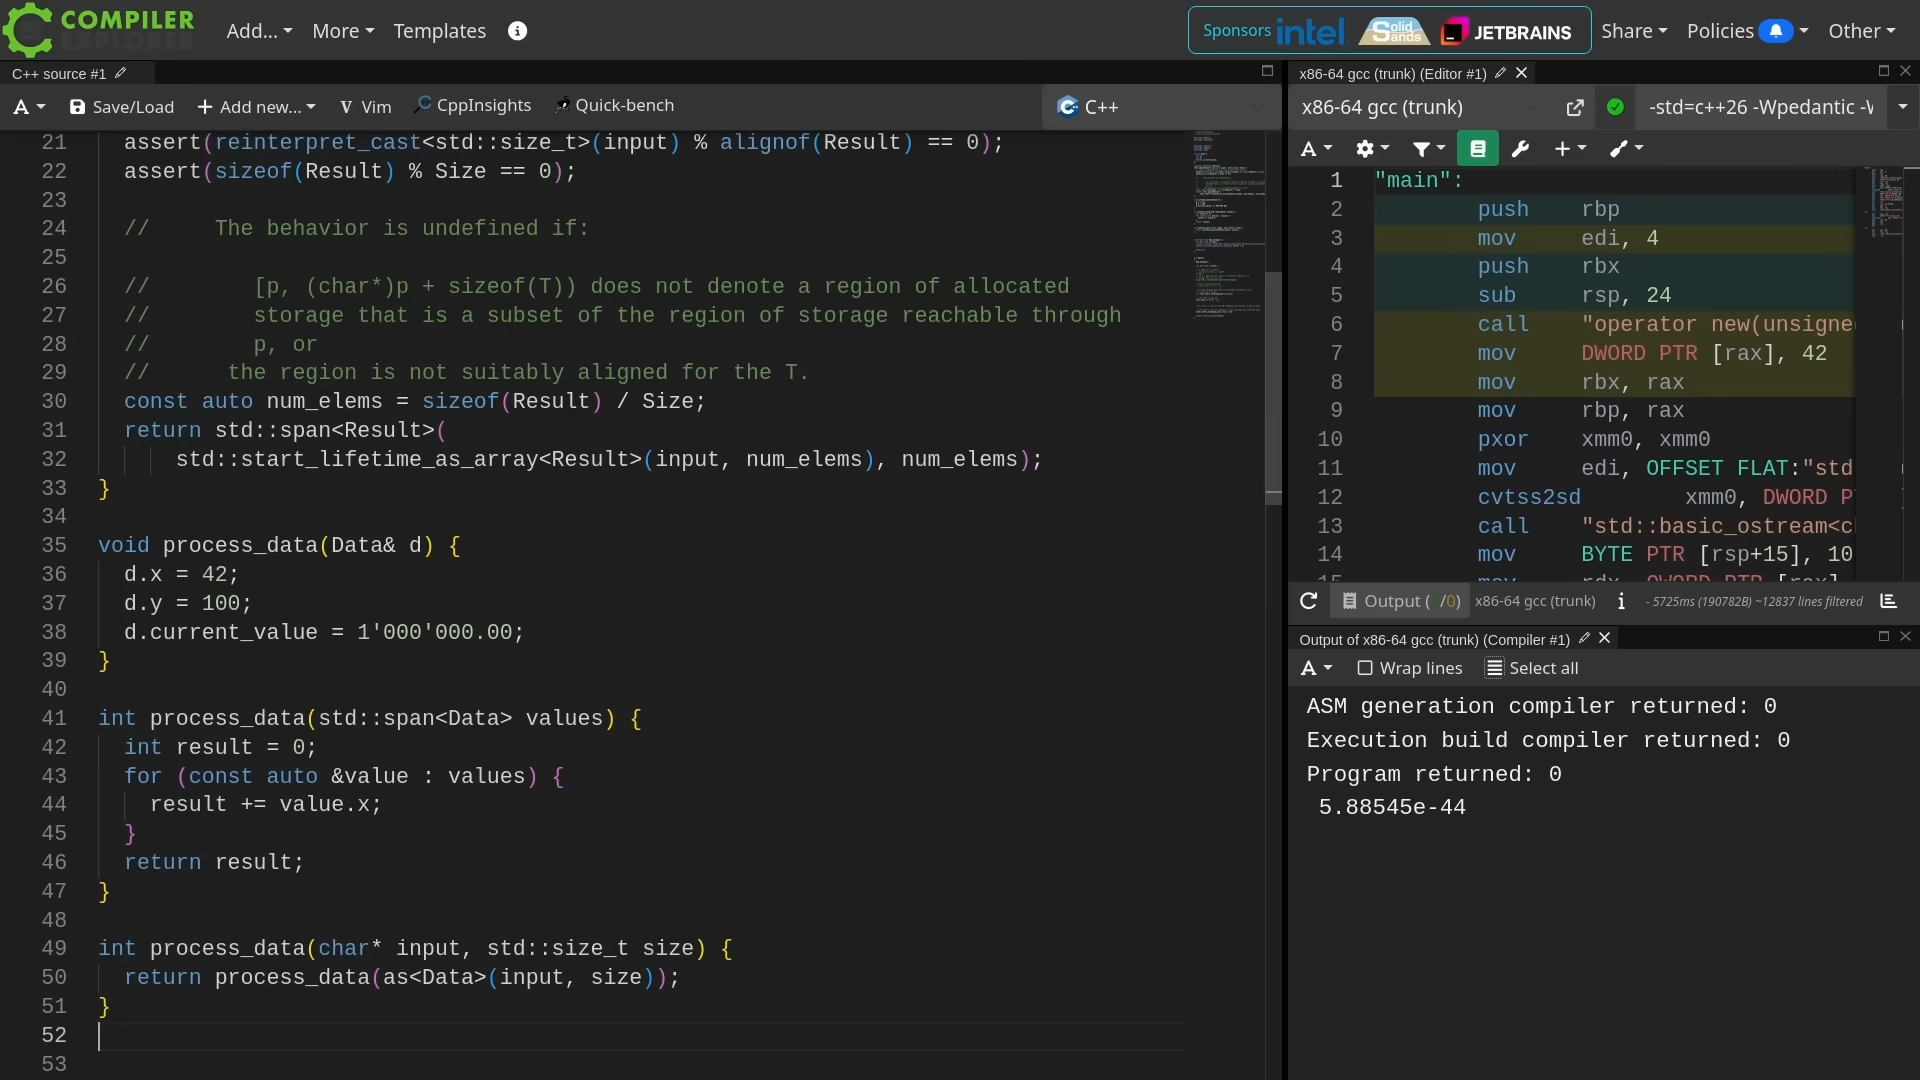 COMPILER
EXPLORER
Add...
More
Templates
Sponsors intel Solid Sands JETBRAINS
Share
Policies
Other
C++ source #1
A
Save/Load
Add new...
Vim
CppInsights
Quick-bench
C++
21 assert(reinterpret_cast<std::size_t>(input) % alignof(Result) == 0);
22 assert(sizeof(Result) % Size == 0);
23
24 // The behavior is undefined if:
25
26 // [p, (char*)p + sizeof(T)) does not denote a region of allocated
27 // storage that is a subset of the region of storage reachable through
28 // p, or
29 // the region is not suitably aligned for the T.
30 const auto num_elems = sizeof(Result) / Size;
31 return std::span<Result>(
32 std::start_lifetime_as_array<Result>(input, num_elems), num_elems);
33 }
34
35 void process_data(Data& d) {
36 d.x = 42;
37 d.y = 100;
38 d.current_value = 1'000'000.00;
39 }
40
41 int process_data(std::span<Data> values) {
42 int result = 0;
43 for (const auto &value : values) {
44 result += value.x;
45 }
46 return result;
47 }
48
49 int process_data(char* input, std::size_t size) {
50 return process_data(as<Data>(input, size));
51 }
52
53
x86-64 gcc (trunk) (Editor #1)
x86-64 gcc (trunk)
-std=c++26 -Wpedantic -W
A
1 "main":
2 push rbp
3 mov edi, 4
4 push rbx
5 sub rsp, 24
6 call "operator new(unsigne
7 mov DWORD PTR [rax], 42
8 mov rbx, rax
9 mov rbp, rax
10 pxor xmm0, xmm0
11 mov edi, OFFSET FLAT:"std
12 cvtss2sd xmm0, DWORD P
13 call "std::basic_ostream<c
14 mov BYTE PTR [rsp+15], 10
15 mov rdx, QWORD PTR [rax]
Output ( /0) x86-64 gcc (trunk) i - 5725ms (190782B) ~12837 lines filtered
Output of x86-64 gcc (trunk) (Compiler #1)
A
Wrap lines
Select all
ASM generation compiler returned: 0
Execution build compiler returned: 0
Program returned: 0
5.88545e-44